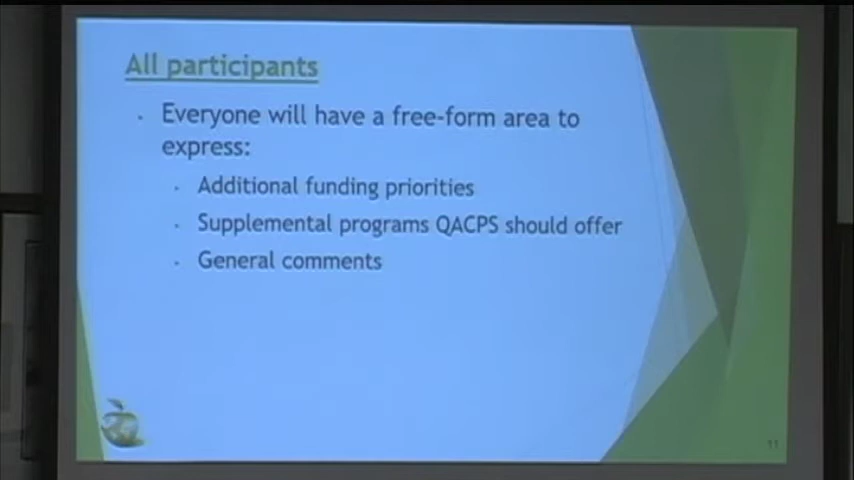 All participants
Everyone will have a free-form area to
express:
Additional funding priorities
Supplemental programs QACPS should offer
General comments
11